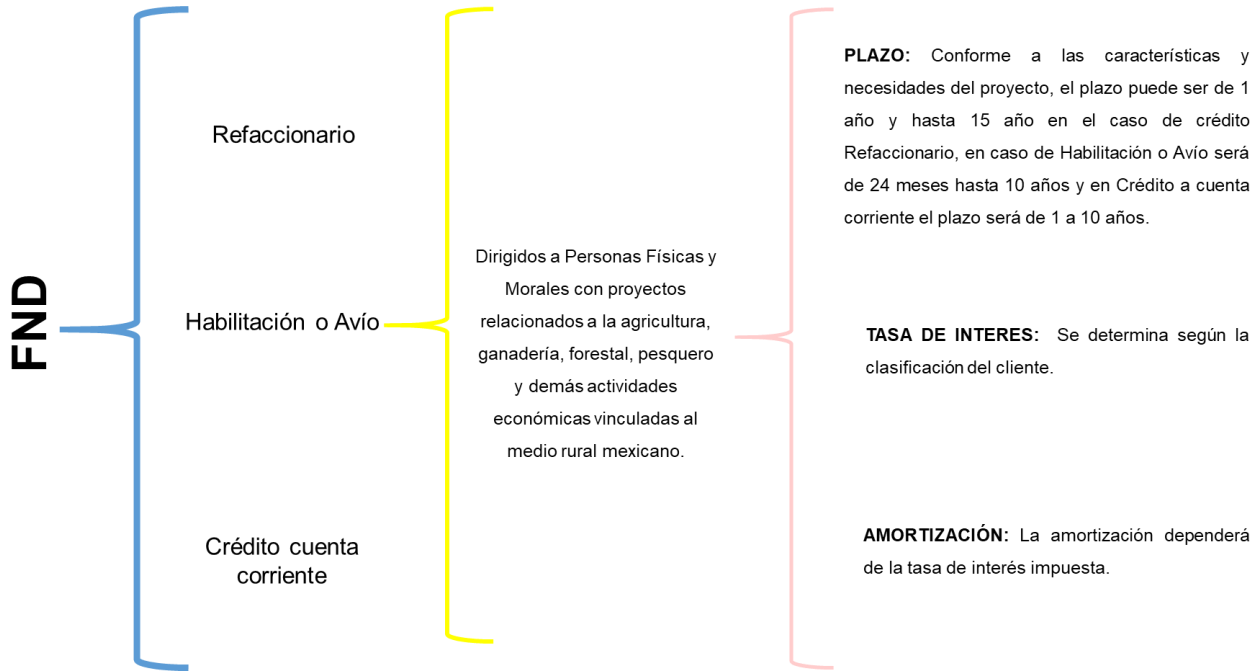 FND
Refaccionario
Habilitación o Avío
Crédito cuenta
corriente
Dirigidos a Personas Físicas y
Morales con proyectos
relacionados a la agricultura,
ganadería, forestal, pesquero
y demás actividades
económicas vinculadas al
medio rural mexicano.
PLAZO: Conforme a las características y
necesidades del proyecto, el plazo puede ser de 1
año y hasta 15 año en el caso de crédito
Refaccionario, en caso de Habilitación o Avío será
de 24 meses hasta 10 años y en Crédito a cuenta
corriente el plazo será de 1 a 10 años.
TASA DE INTERES: Se determina según la
clasificación del cliente.
AMORTIZACIÓN: La amortización dependerá
de la tasa de interés impuesta.